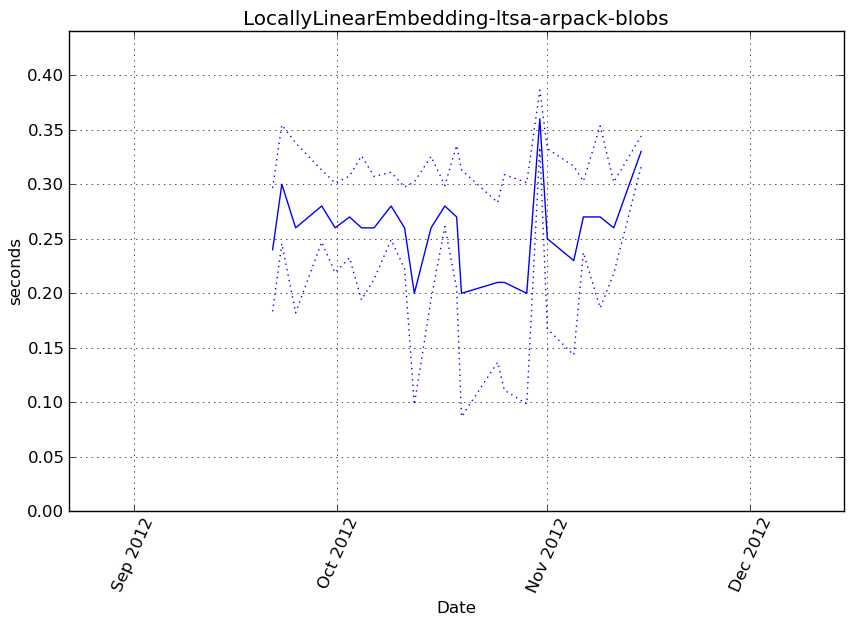 LocallyLinearEmbedding-ltsa-arpack-blobs
0.40
0.35
0.30
0.25
0.20
0.15
0.10
0.05
0.00
seconds
Sep 2012
Oct 2012
Nov 2012
Dec 2012
Date